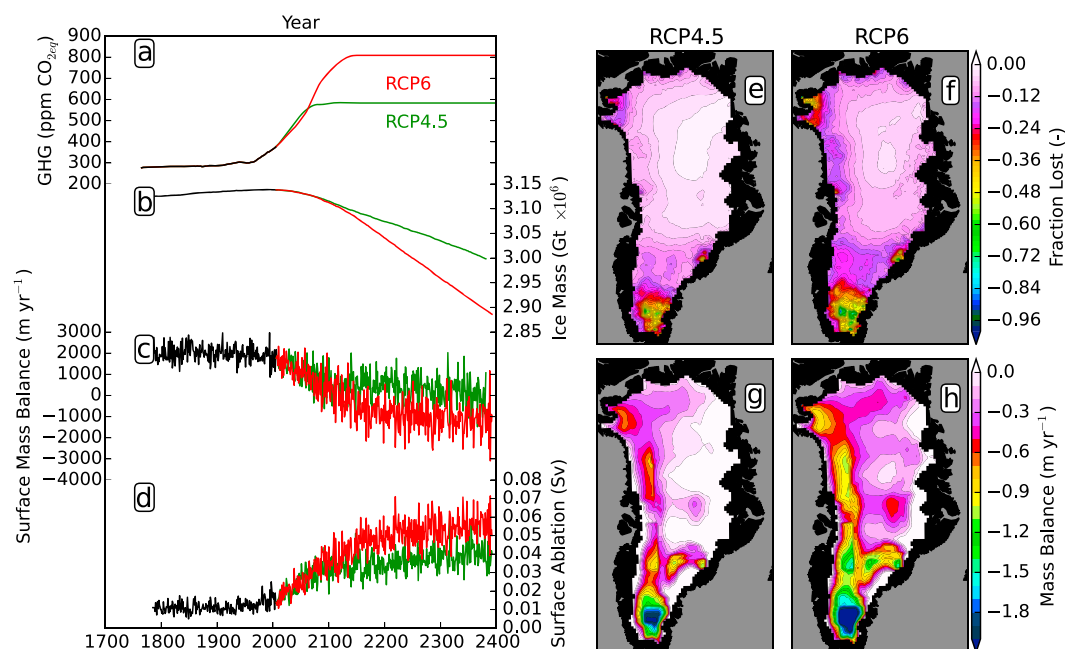 Year
RCP4.5
RCP6
a
900
800
700
600
500
400
300
200
GHG (ppm CO2eq)
RCP6
RCP4.5
b
3.15
3.10
3.05
3.00
2.95
2.90
2.85
Ice Mass (Gt ×10^6)
c
3000
2000
1000
0
−1000
−2000
−3000
−4000
Surface Mass Balance (m yr−1)
d
0.08
0.07
0.06
0.05
0.04
0.03
0.02
0.01
0.00
Surface Ablation (Sv)
1700 1800 1900 2000 2100 2200 2300 2400
e
f
0.00
−0.12
−0.24
−0.36
−0.48
−0.60
−0.72
−0.84
−0.96
Fraction Lost (-)
g
h
0.0
−0.3
−0.6
−0.9
−1.2
−1.5
−1.8
Mass Balance (m yr−1)